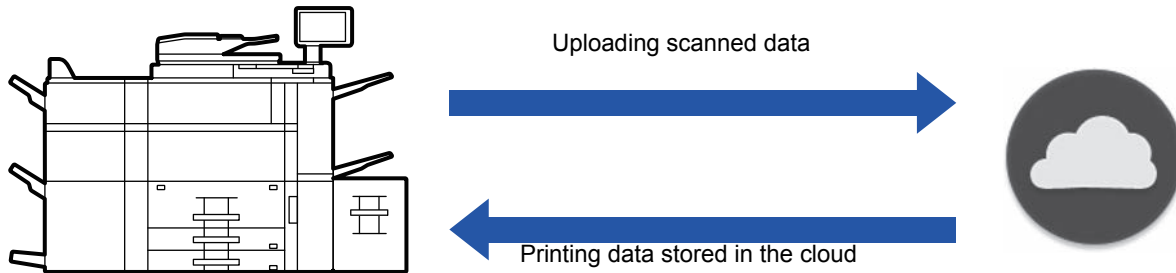 Uploading scanned data
Printing data stored in the cloud